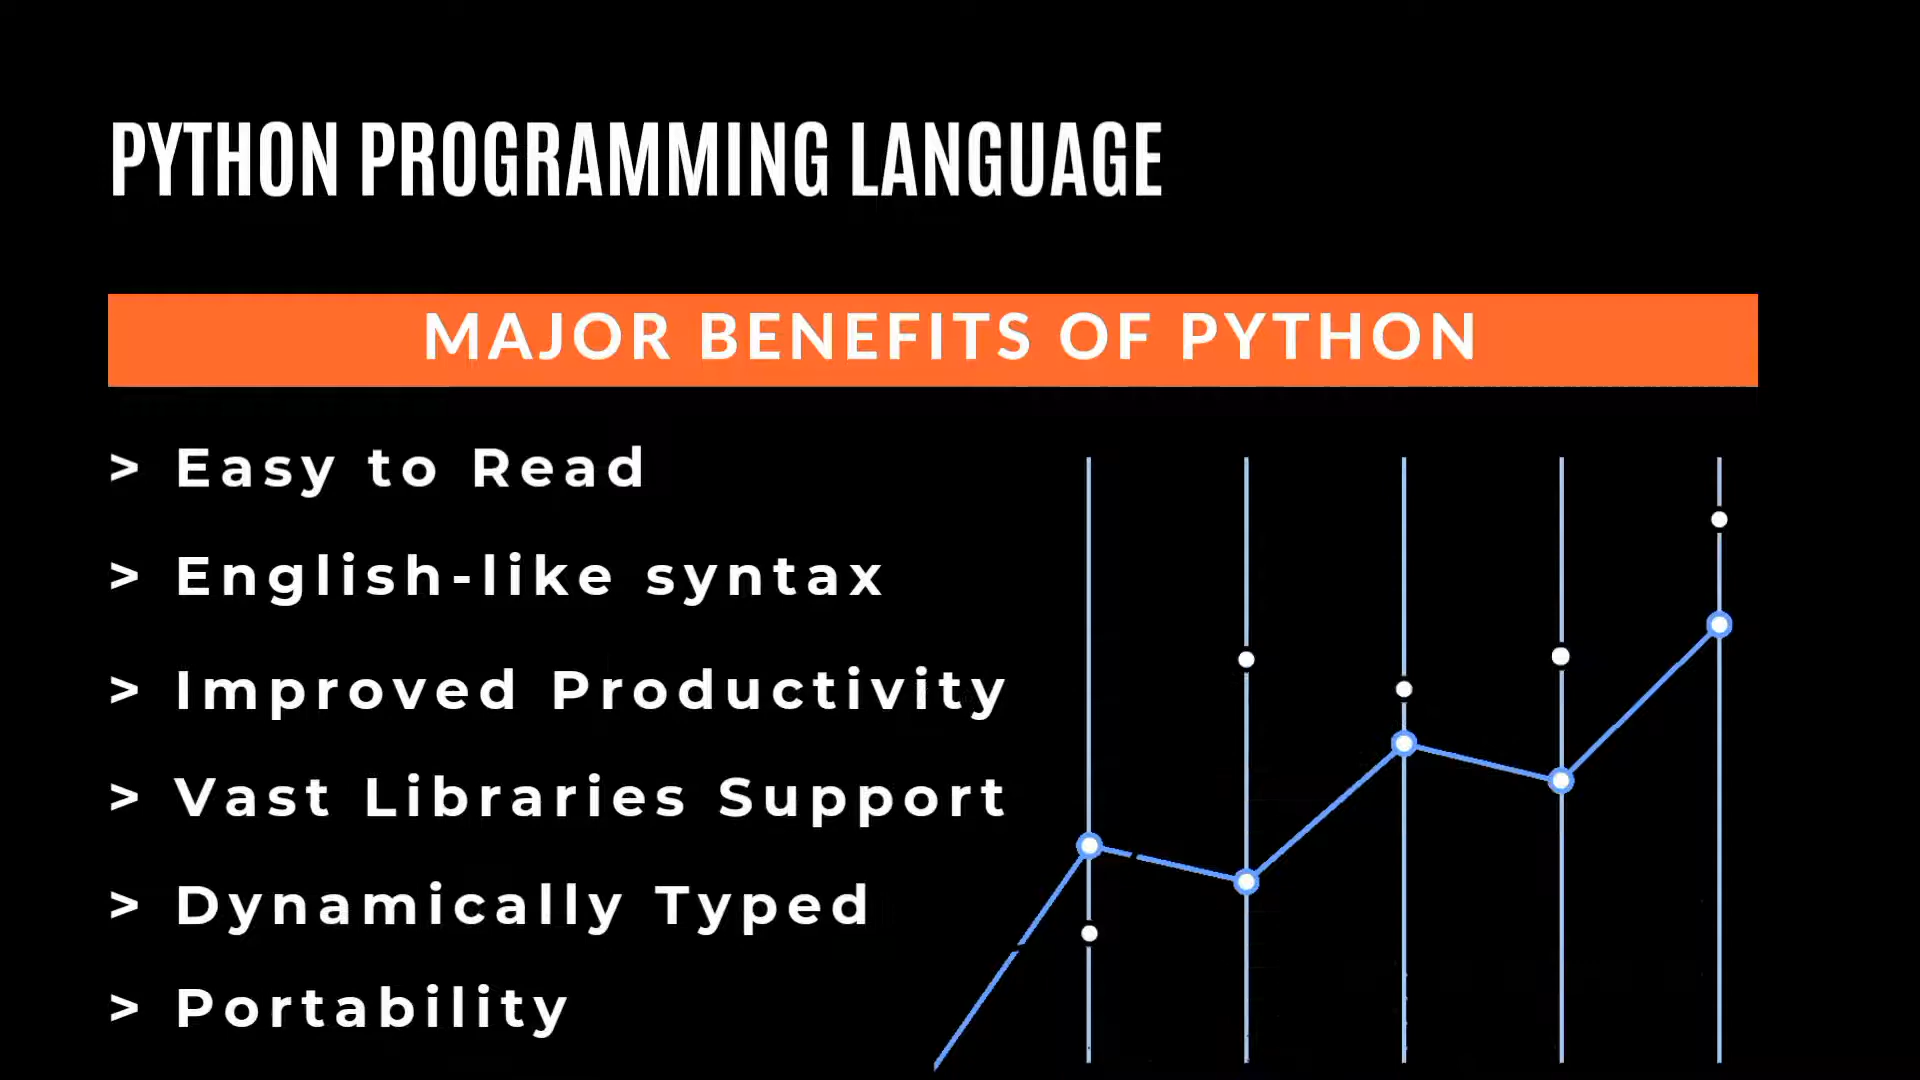 PYTHON PROGRAMMING LANGUAGE
MAJOR BENEFITS OF PYTHON
> Easy to Read
> English-like syntax
> Improved Productivity
> Vast Libraries Support
> Dynamically Typed
> Portability